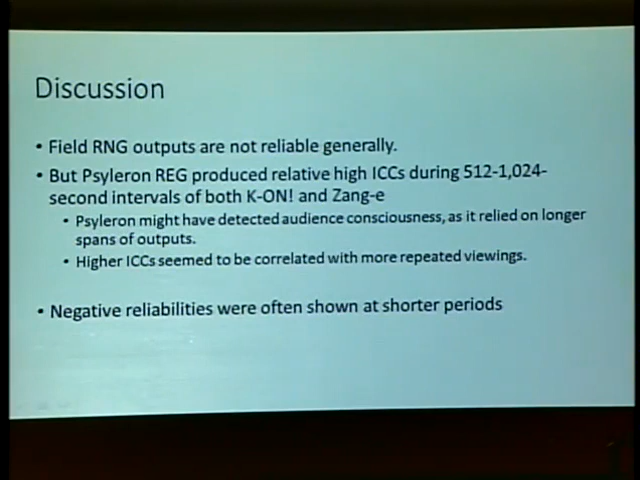 Discussion
• Field RNG outputs are not reliable generally.
• But Psyleron REG produced relative high ICCs during 512-1,024-
second intervals of both K-ON! and Zang-e
• Psyleron might have detected audience consciousness, as it relied on longer
spans of outputs.
• Higher ICCs seemed to be correlated with more repeated viewings.
• Negative reliabilities were often shown at shorter periods